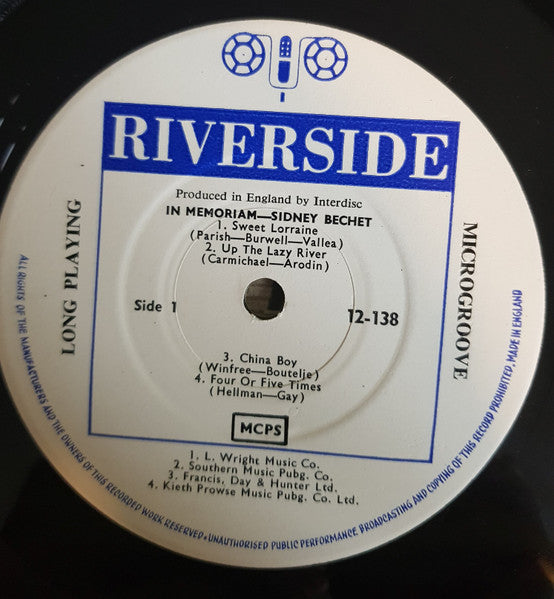 RIVERSIDE
Produced in England by Interdisc
IN MEMORIAM—SIDNEY BECHET
1. Sweet Lorraine
(Parish—Burwell—Vallea)
2. Up The Lazy River
(Carmichael—Arodin)
LONG PLAYING
MICROGROOVE
Side 1
12-138
3. China Boy
(Winfree—Boutelje)
4. Four Or Five Times
(Hellman—Gay)
MCPS
1. L. Wright Music Co.
2. Southern Music Pubg. Co.
3. Francis, Day & Hunter Ltd.
4. Kieth Prowse Music Pubg. Co. Ltd.
ALL RIGHTS OF THE MANUFACTURERS AND THE OWNERS OF THIS RECORDED WORK RESERVED•UNAUTHORISED PUBLIC PERFORMANCE BROADCASTING AND COPYING OF THIS RECORD PROHIBITED. MADE IN ENGLAND